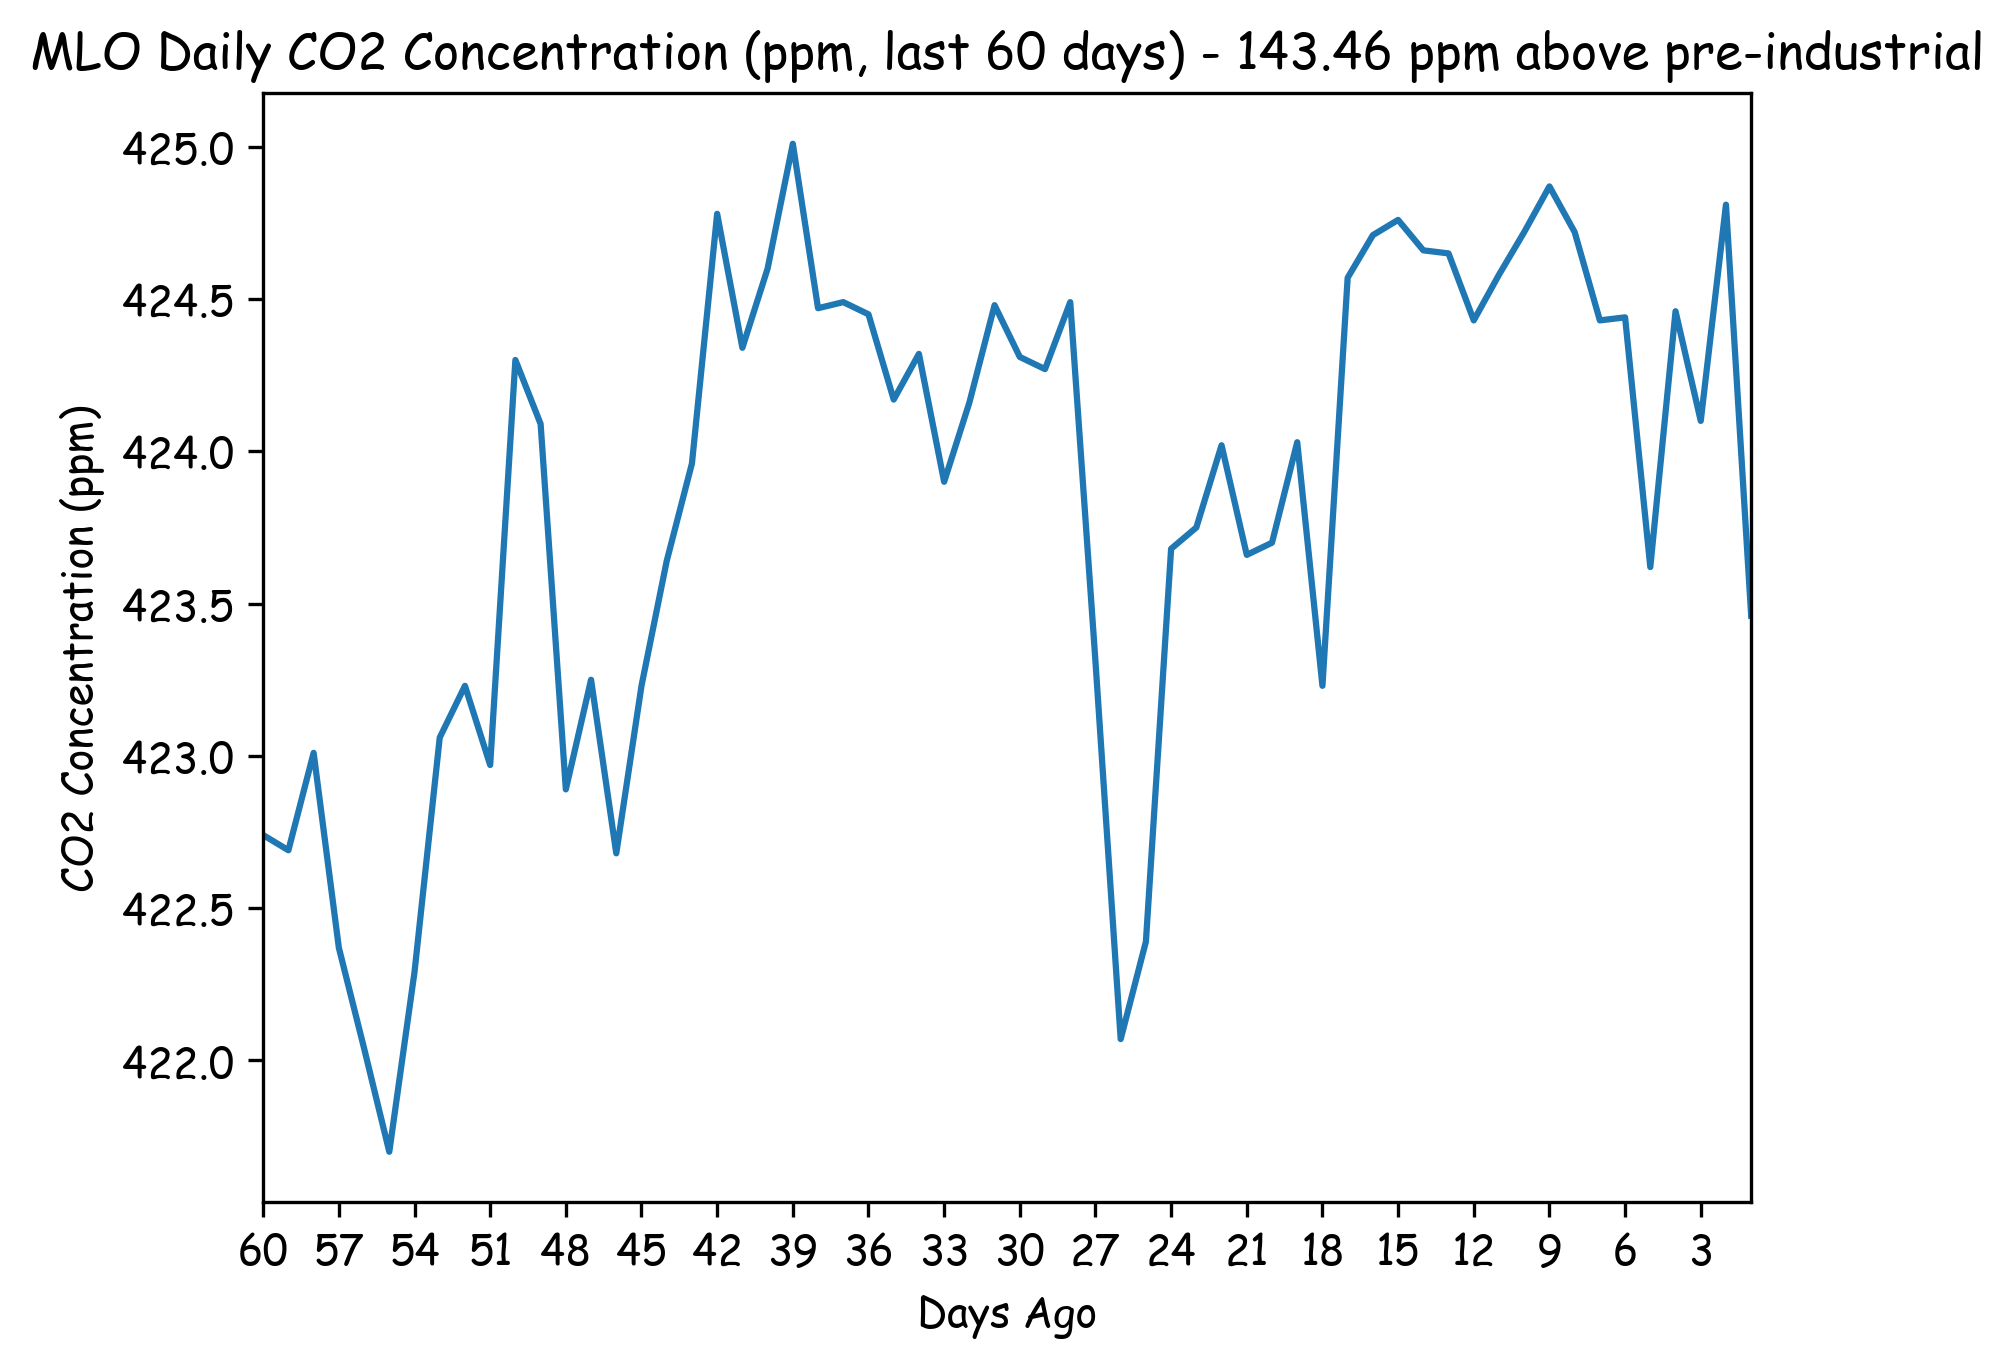 MLO Daily CO2 Concentration (ppm, last 60 days) - 143.46 ppm above pre-industrial
425.0
424.5
424.0
423.5
423.0
422.5
422.0
CO2 Concentration (ppm)
60 57 54 51 48 45 42 39 36 33 30 27 24 21 18 15 12 9 6 3
Days Ago